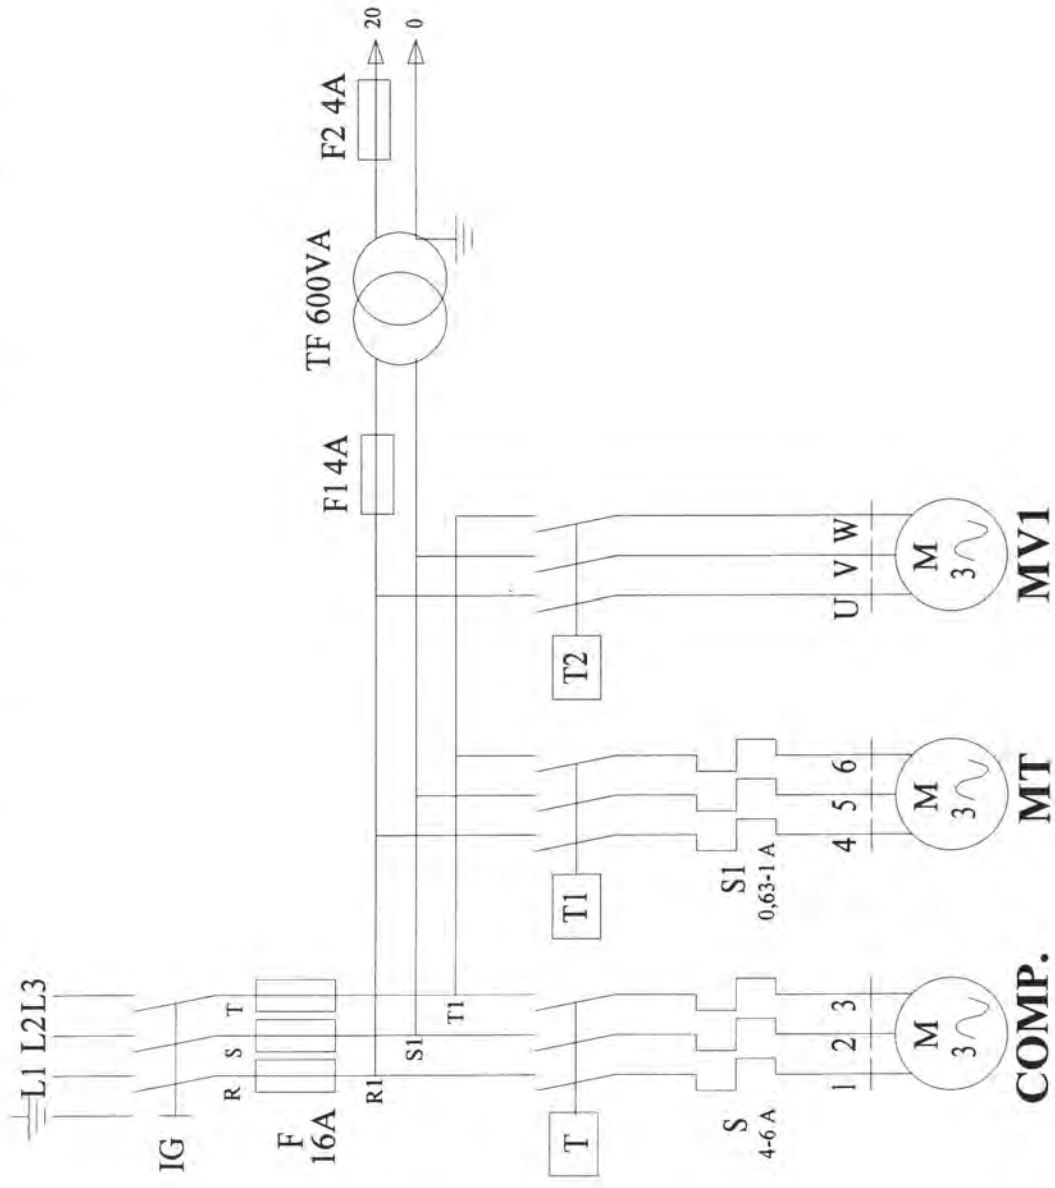 20
0
F2 4A
TF 600VA
F1 4A
L1 L2 L3
IG
R S T
F
16A
R1
S1
T1
T
T1
T2
S
4-6 A
S1
0,63-1 A
1 2 3
4 5 6
U V W
M
3
M
3
M
3
COMP.
MT
MV1